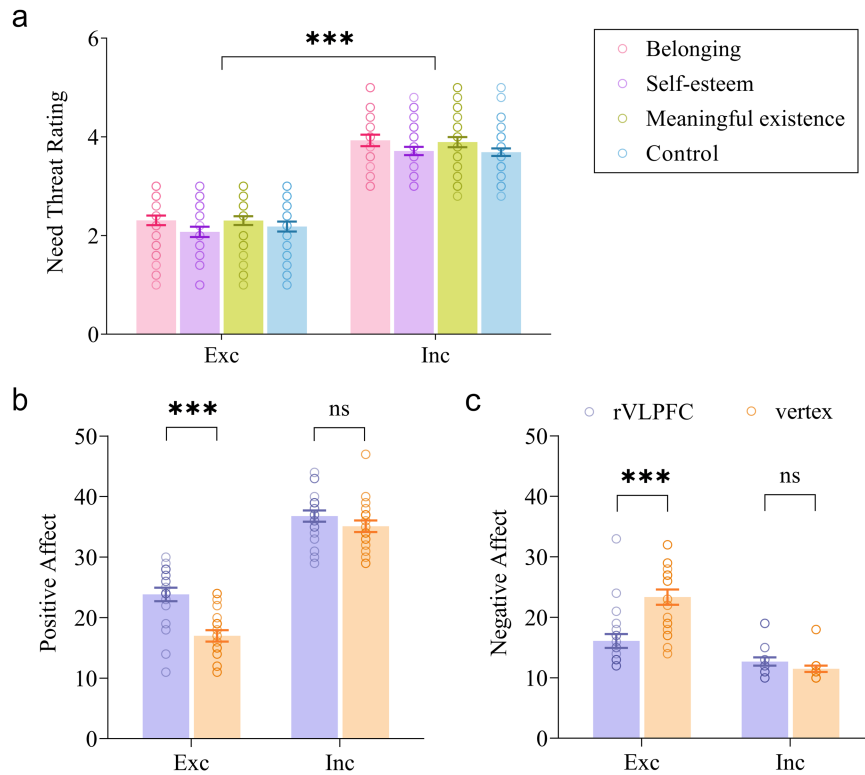 a
6
4
2
0
Need Threat Rating
***
Exc
Inc
Belonging
Self-esteem
Meaningful existence
Control
b
50
40
30
20
10
0
Positive Affect
***
ns
Exc
Inc
c
rVLPFC
vertex
50
40
30
20
10
0
Negative Affect
***
ns
Exc
Inc